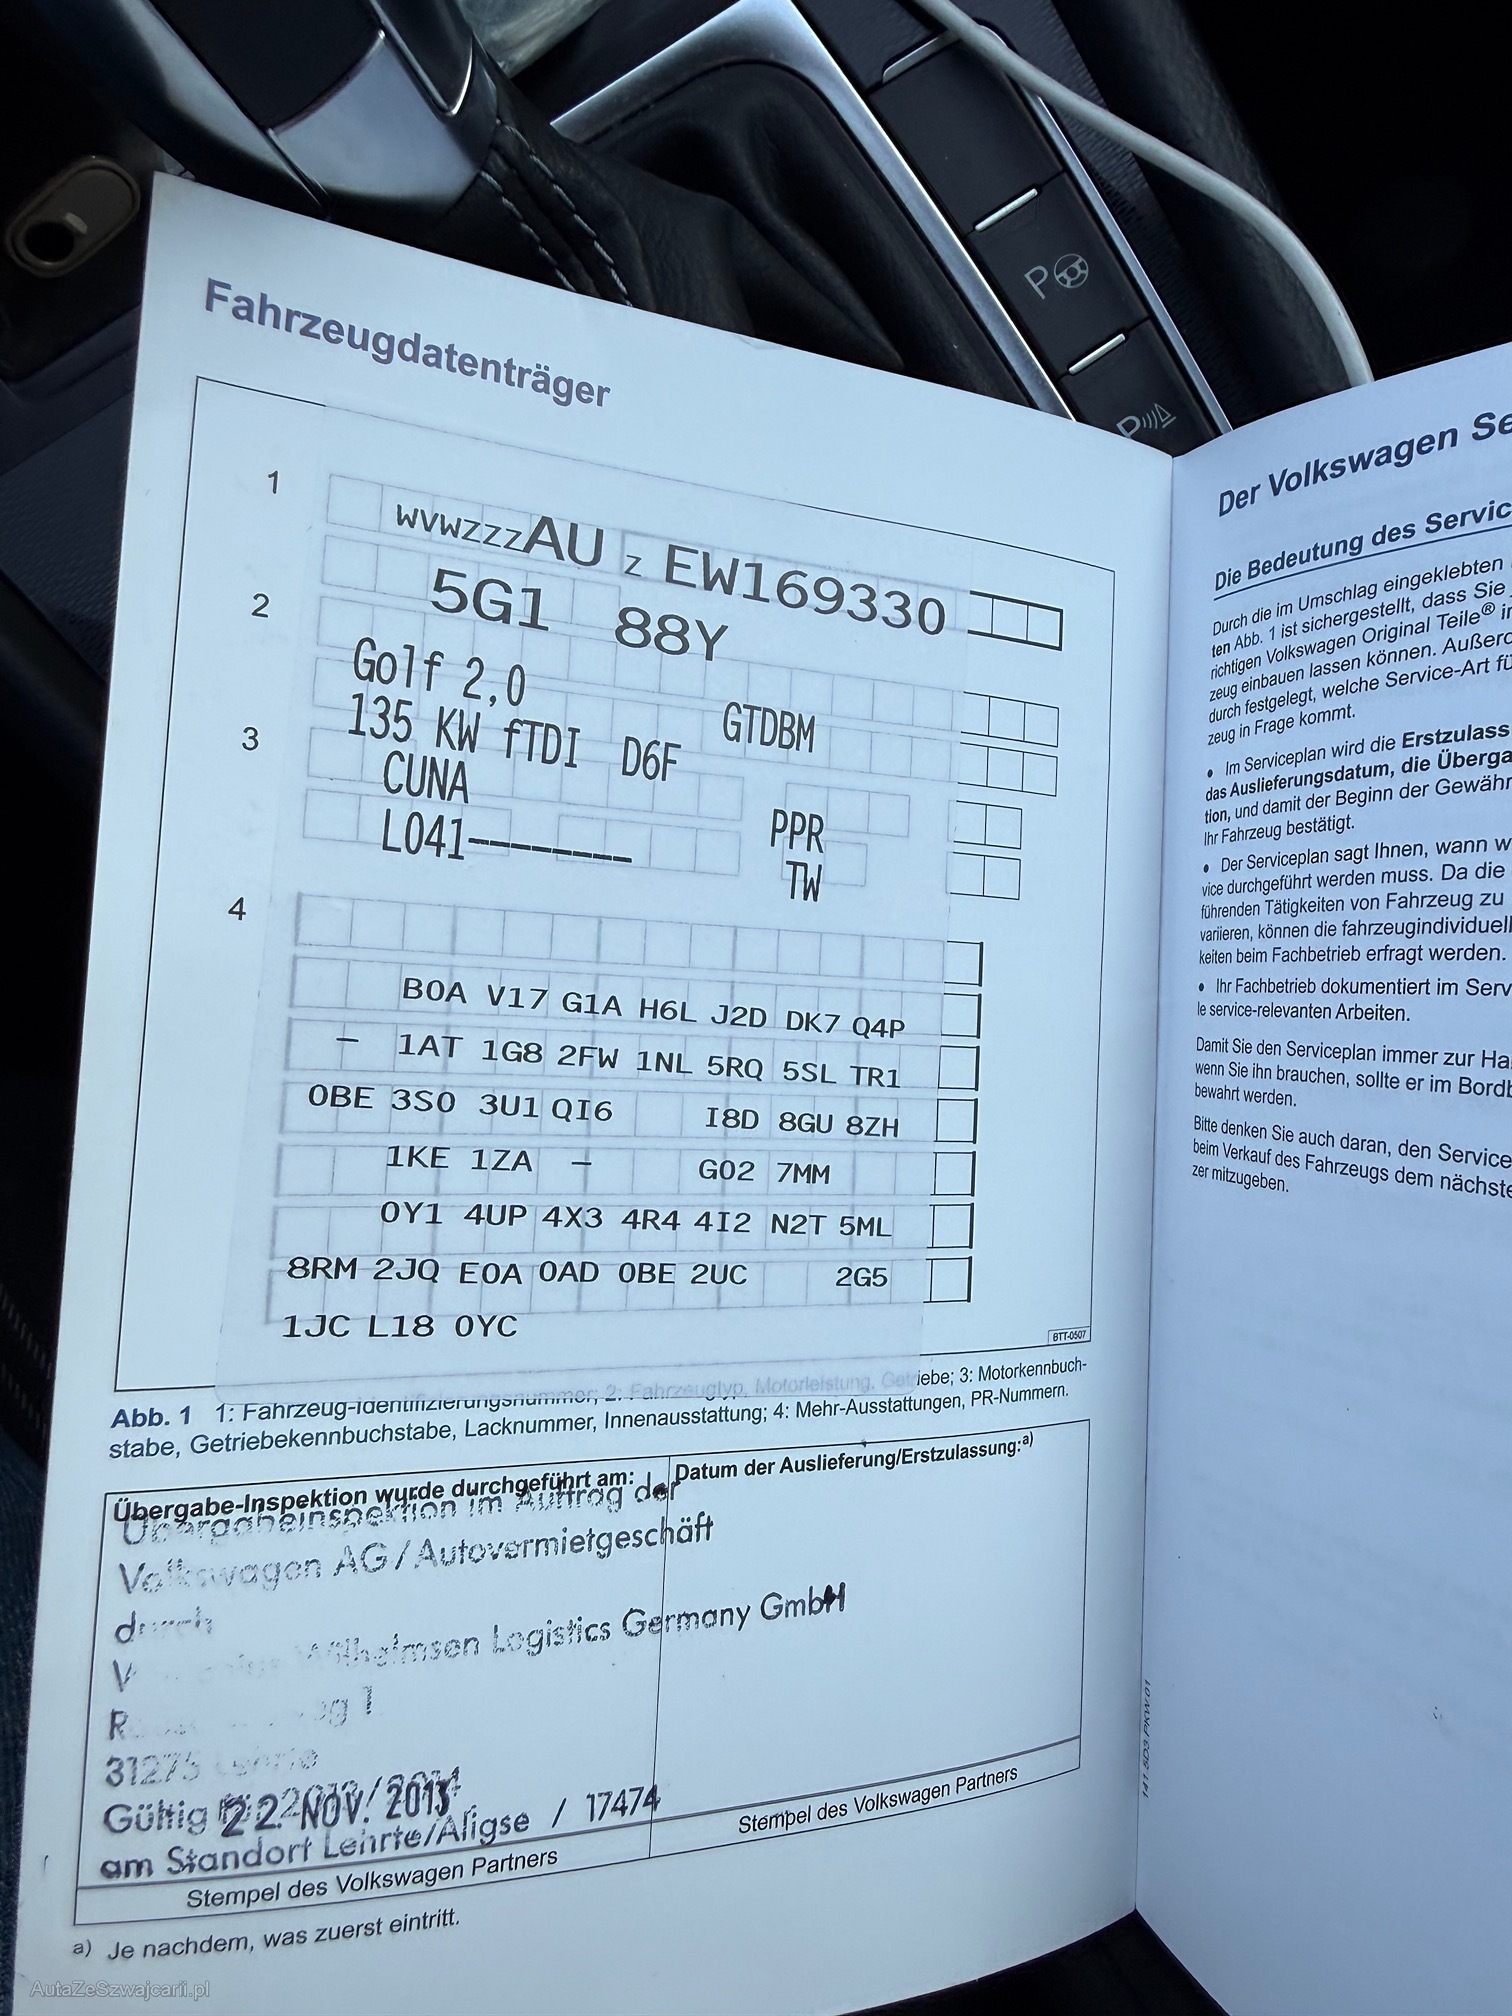 P
P
Fahrzeugdatenträger
1
WVWZZZAU Z EW169330
5G1 88Y
2
Golf 2,0 GTDBM
135 KW fTDI D6F
3
CUNA PPR
L041-------- TW
4
B0A V17 G1A H6L J2D DK7 Q4P
- 1AT 1G8 2FW 1NL 5RQ 5SL TR1
0BE 3S0 3U1 QI6 I8D 8GU 8ZH
1KE 1ZA - G02 7MM
0Y1 4UP 4X3 4R4 4I2 N2T 5ML
8RM 2JQ E0A 0AD 0BE 2UC 2G5
1JC L18 0YC
BTT-0507
Abb. 1 1: Fahrzeug-Identifizierungsnummer; 2: Fahrzeugtyp, Motorleistung, Getriebe; 3: Motorkennbuch-
stabe, Getriebekennbuchstabe, Lacknummer, Innenausstattung; 4: Mehr-Ausstattungen, PR-Nummern.
Übergabe-Inspektion wurde durchgeführt am:
Datum der Auslieferung/Erstzulassung:a)
Übergabeinspektion im Auftrag der
Volkswagen AG/Autovermietgeschäft
durch
Wilhelmsen Logistics Germany GmbH
1
31275 Lehrte
Gültig 2013/2014
22. NOV. 2013
am Standort Lehrte/Aligse / 17474
Stempel des Volkswagen Partners
Stempel des Volkswagen Partners
a) Je nachdem, was zuerst eintritt.
141.5D3.PKW.01
Der Volkswagen Se
Die Bedeutung des Servic
Durch die im Umschlag eingeklebten
ten Abb. 1 ist sichergestellt, dass Sie
richtigen Volkswagen Original Teile® in
zeug einbauen lassen können. Außerd
durch festgelegt, welche Service-Art fü
zeug in Frage kommt.
• Im Serviceplan wird die Erstzulass
das Auslieferungsdatum, die Überga
tion, und damit der Beginn der Gewähr
Ihr Fahrzeug bestätigt.
• Der Serviceplan sagt Ihnen, wann w
vice durchgeführt werden muss. Da die
führenden Tätigkeiten von Fahrzeug zu
variieren, können die fahrzeugindividuell
keiten beim Fachbetrieb erfragt werden.
• Ihr Fachbetrieb dokumentiert im Serv
le service-relevanten Arbeiten.
Damit Sie den Serviceplan immer zur Ha
wenn Sie ihn brauchen, sollte er im Bordb
bewahrt werden.
Bitte denken Sie auch daran, den Service
beim Verkauf des Fahrzeugs dem nächste
zer mitzugeben.
AutaZeSzwajcarii.pl